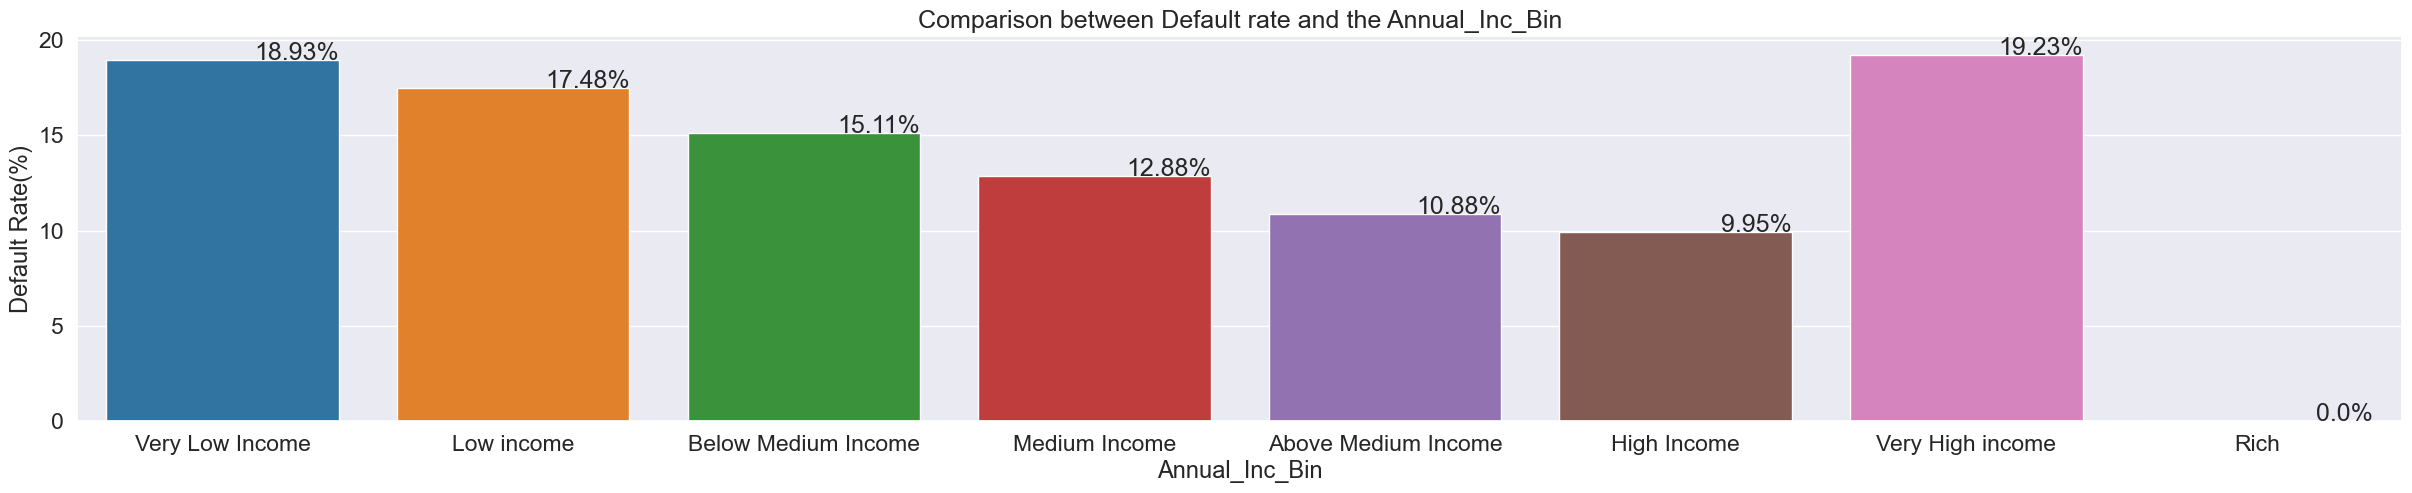 Comparison between Default rate and the Annual_Inc_Bin
Default Rate(%)
20
15
10
5
0
18.93%
17.48%
15.11%
12.88%
10.88%
9.95%
19.23%
0.0%
Very Low Income
Low income
Below Medium Income
Medium Income
Above Medium Income
High Income
Very High income
Rich
Annual_Inc_Bin